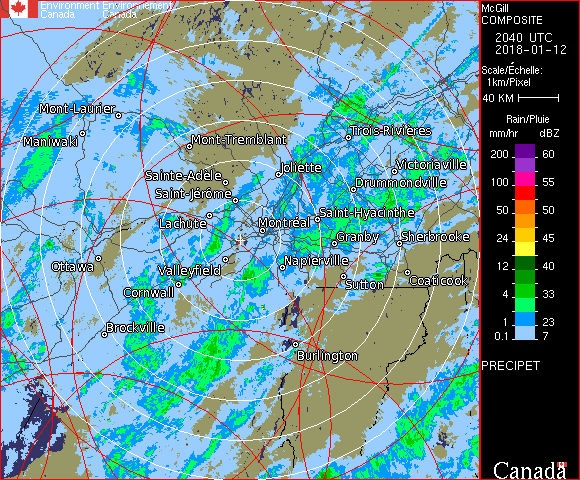 Environment Environnement
Canada Canada
McGill
COMPOSITE
2040 UTC
2018-01-12
Scale/Échelle:
1km/Pixel
40 KM
Rain/Pluie
mm/hr dBZ
200 60
100 55
50 50
24 45
12 40
4 33
1 23
0.1 7
PRECIPET
Canada
Mont-Laurier
Maniwaki
Mont-Tremblant
Trois-Rivières
Sainte-Adèle
Joliette
Victoriaville
Saint-Jérôme
Drummondville
Lachute
Montréal
Saint-Hyacinthe
Granby
Sherbrooke
Ottawa
Valleyfield
Napierville
Cornwall
Sutton
Coaticook
Brockville
Burlington